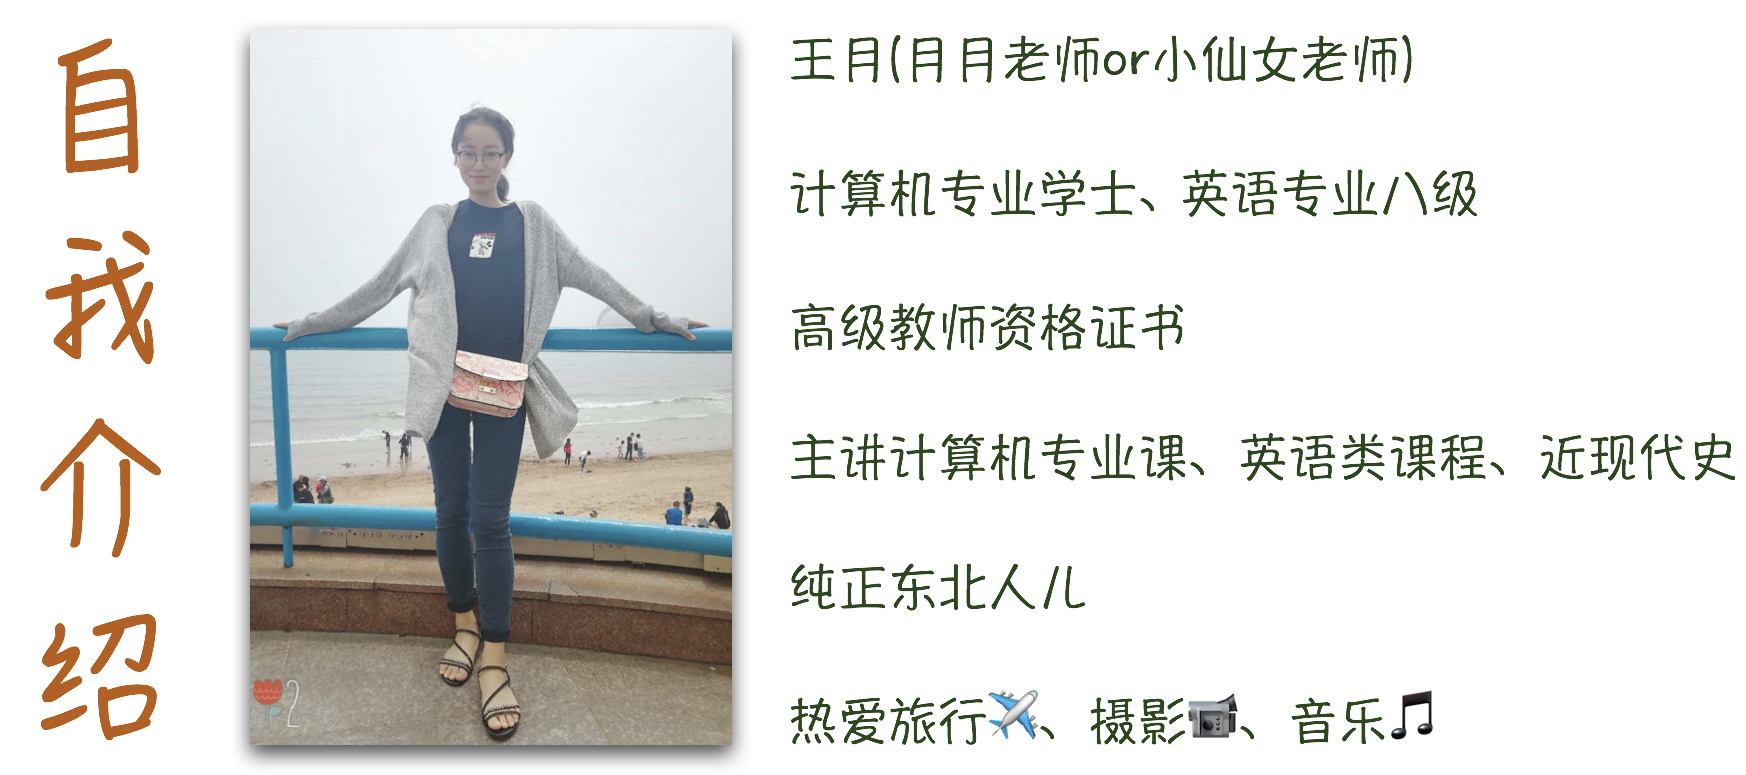 自我介绍
王月(月月老师or小仙女老师)
计算机专业学士、英语专业八级
高级教师资格证书
主讲计算机专业课、英语类课程、近现代史
纯正东北人儿
热爱旅行✈️、摄影📹、音乐🎵
2